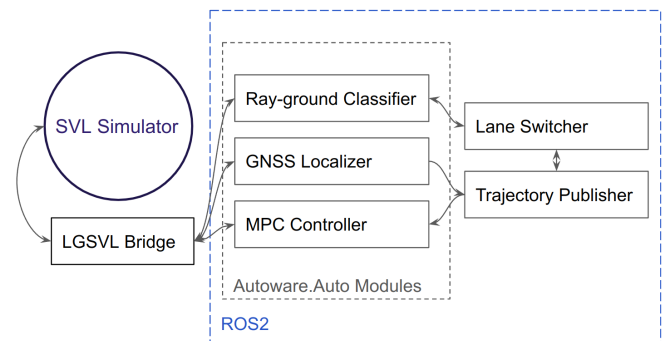 SVL Simulator
LGSVL Bridge
Ray-ground Classifier
GNSS Localizer
MPC Controller
Autoware.Auto Modules
Lane Switcher
Trajectory Publisher
ROS2